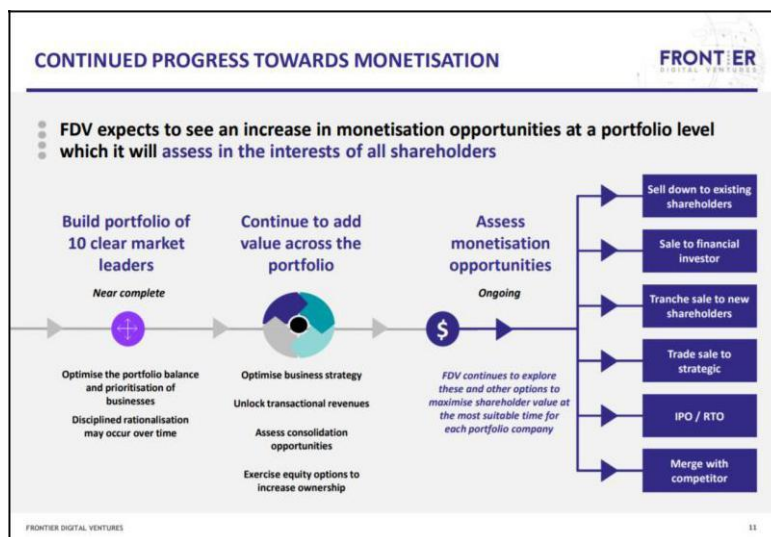 CONTINUED PROGRESS TOWARDS MONETISATION
FRONTIER
DIGITAL VENTURES
FDV expects to see an increase in monetisation opportunities at a portfolio level
which it will assess in the interests of all shareholders
Build portfolio of
10 clear market
leaders
Near complete
Optimise the portfolio balance
and prioritisation of
businesses
Disciplined rationalisation
may occur over time
Continue to add
value across the
portfolio
Optimise business strategy
Unlock transactional revenues
Assess consolidation
opportunities
Exercise equity options to
increase ownership
Assess
monetisation
opportunities
Ongoing
$
FDV continues to explore
these and other options to
maximise shareholder value at
the most suitable time for
each portfolio company
Sell down to existing
shareholders
Sale to financial
investor
Tranche sale to new
shareholders
Trade sale to
strategic
IPO / RTO
Merge with
competitor
FRONTIER DIGITAL VENTURES
11